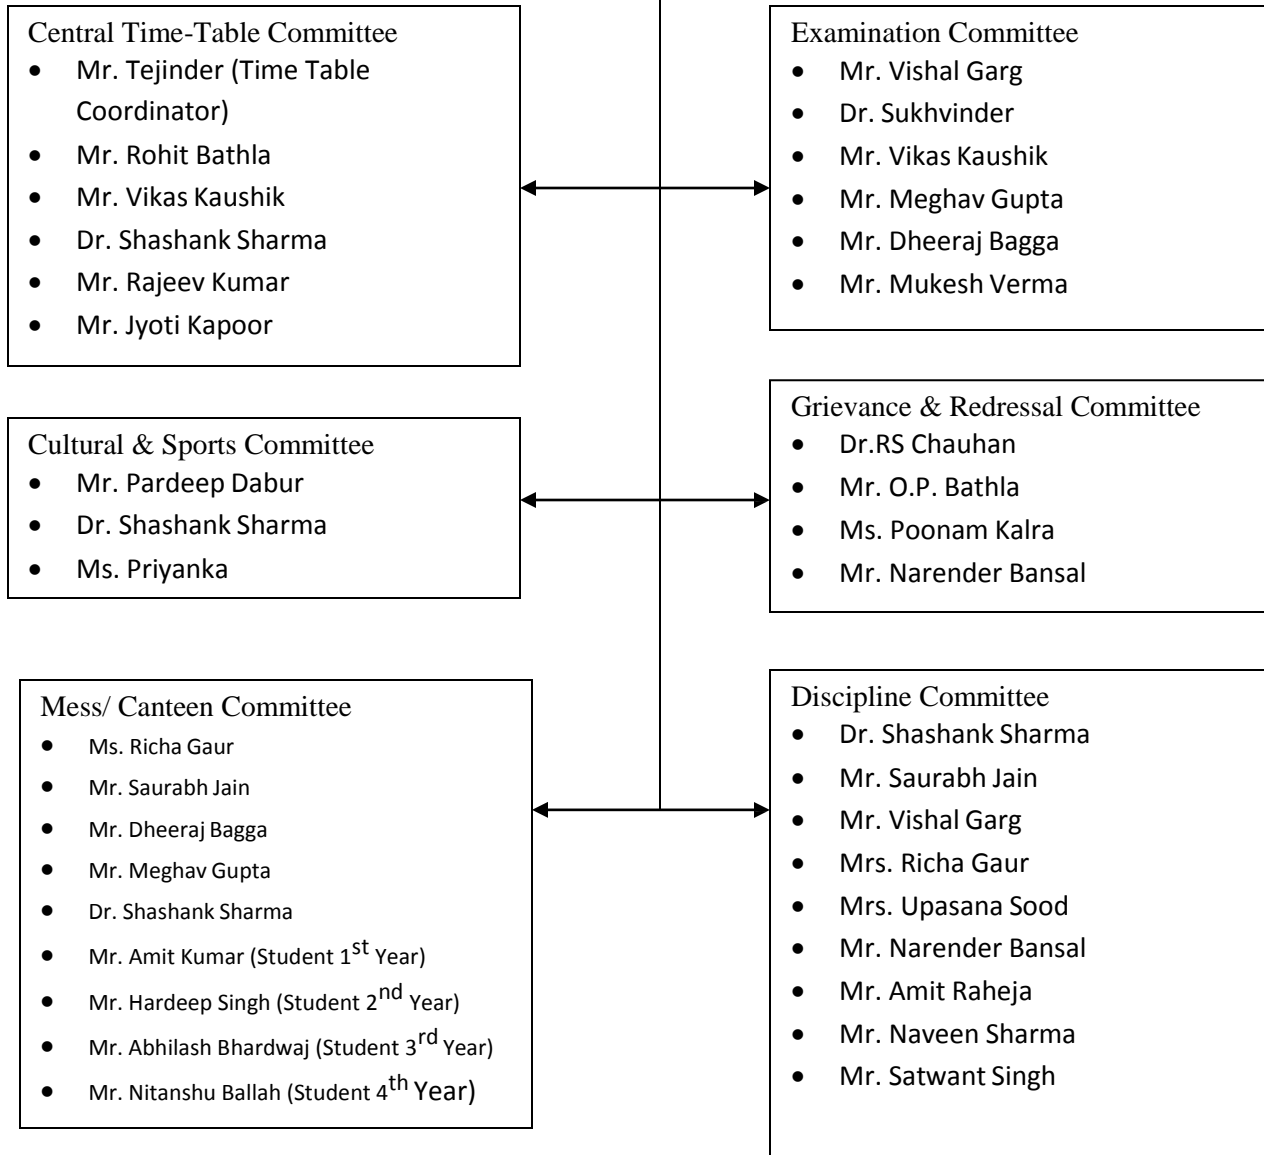 Central Time-Table Committee
• Mr. Tejinder (Time Table
Coordinator)
• Mr. Rohit Bathla
• Mr. Vikas Kaushik
• Dr. Shashank Sharma
• Mr. Rajeev Kumar
• Mr. Jyoti Kapoor
Examination Committee
• Mr. Vishal Garg
• Dr. Sukhvinder
• Mr. Vikas Kaushik
• Mr. Meghav Gupta
• Mr. Dheeraj Bagga
• Mr. Mukesh Verma
Cultural & Sports Committee
• Mr. Pardeep Dabur
• Dr. Shashank Sharma
• Ms. Priyanka
Grievance & Redressal Committee
• Dr.RS Chauhan
• Mr. O.P. Bathla
• Ms. Poonam Kalra
• Mr. Narender Bansal
Mess/ Canteen Committee
• Ms. Richa Gaur
• Mr. Saurabh Jain
• Mr. Dheeraj Bagga
• Mr. Meghav Gupta
• Dr. Shashank Sharma
• Mr. Amit Kumar (Student 1st Year)
• Mr. Hardeep Singh (Student 2nd Year)
• Mr. Abhilash Bhardwaj (Student 3rd Year)
• Mr. Nitanshu Ballah (Student 4th Year)
Discipline Committee
• Dr. Shashank Sharma
• Mr. Saurabh Jain
• Mr. Vishal Garg
• Mrs. Richa Gaur
• Mrs. Upasana Sood
• Mr. Narender Bansal
• Mr. Amit Raheja
• Mr. Naveen Sharma
• Mr. Satwant Singh